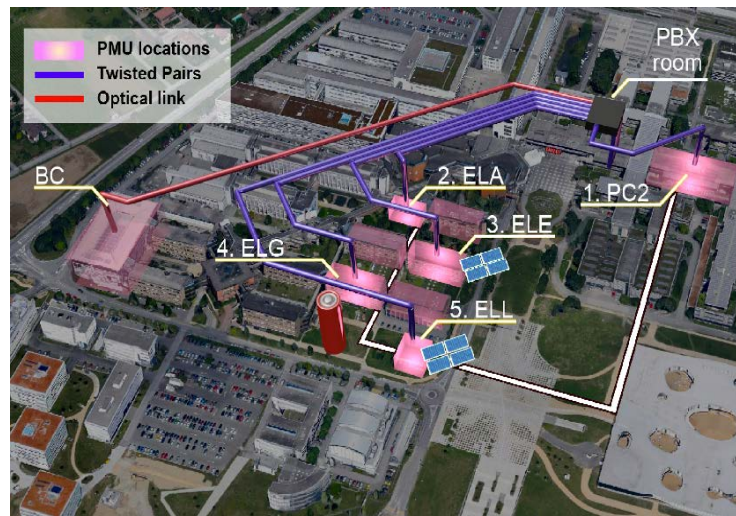 PMU locations
Twisted Pairs
Optical link
PBX
room
BC
2. ELA
1. PC2
3. ELE
4. ELG
5. ELL